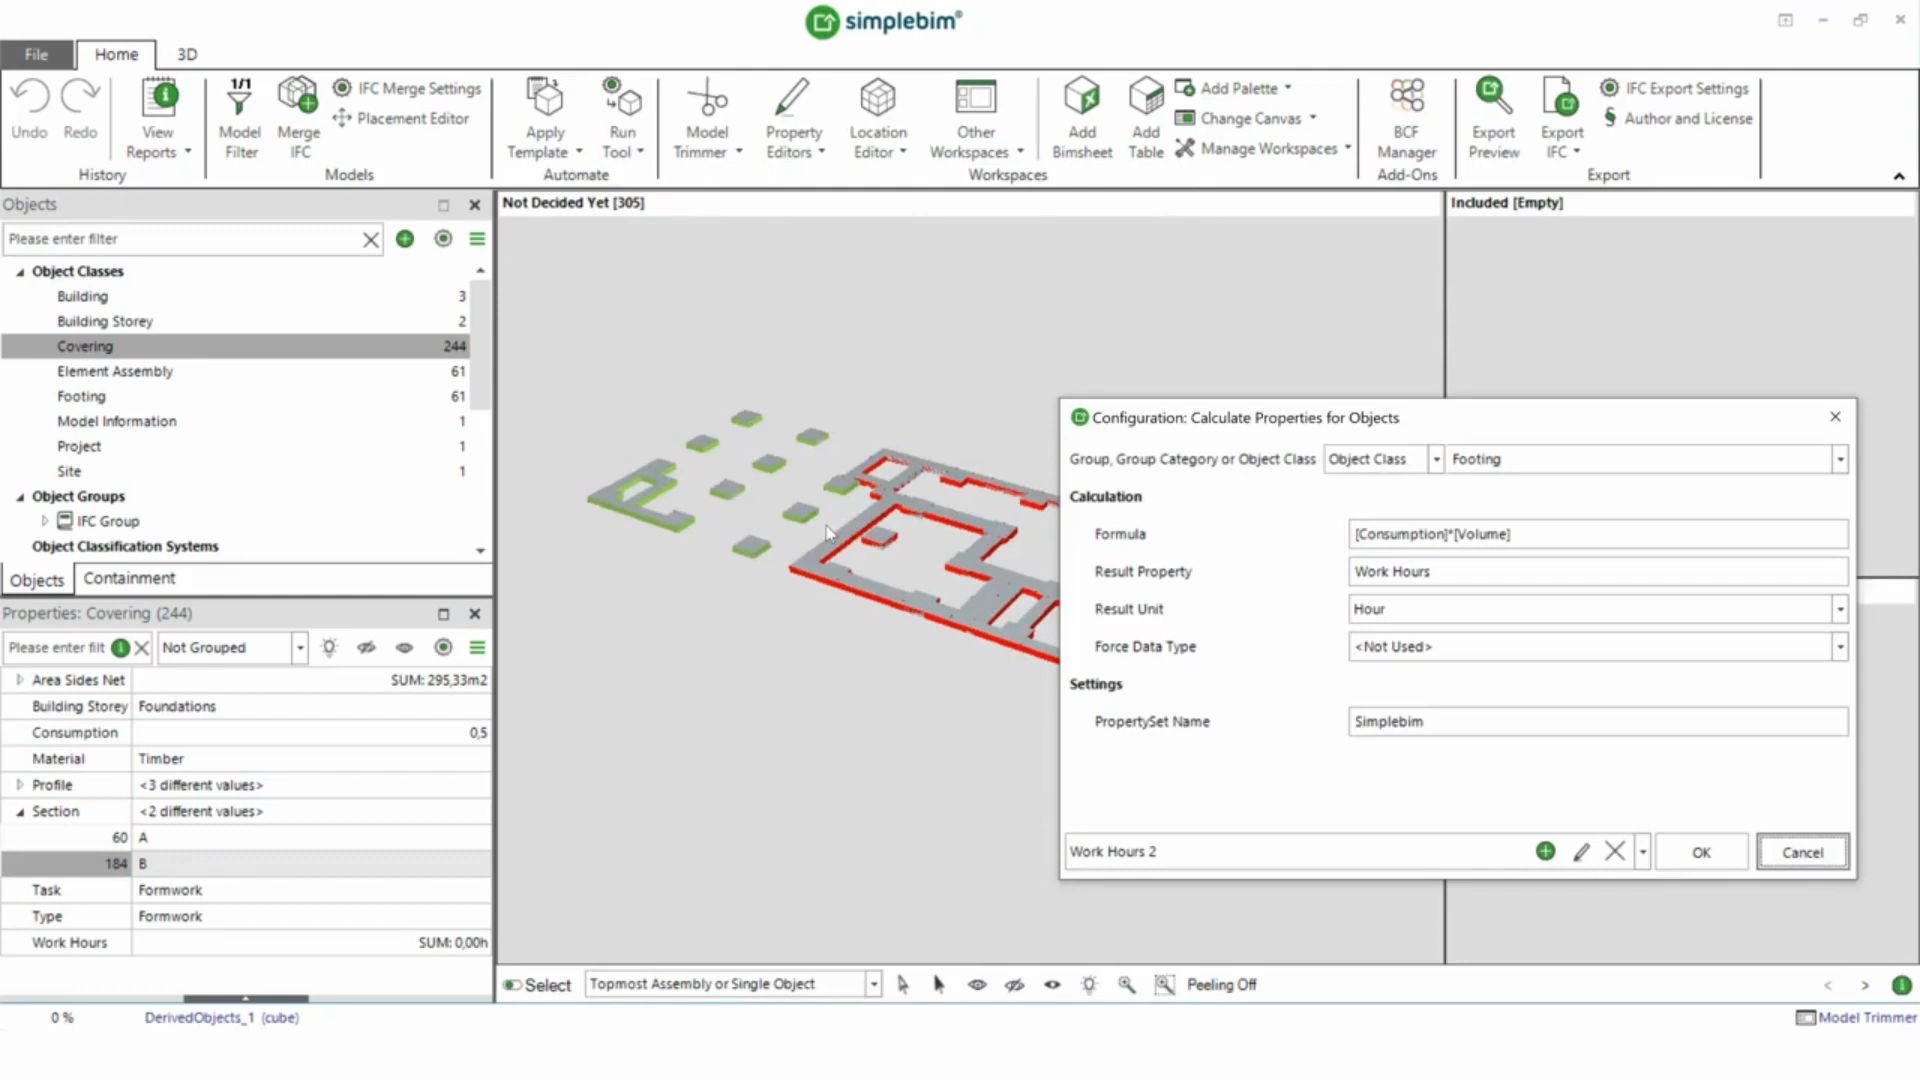 simplebim®
File
Home
3D
Undo
Redo
View Reports
History
1/1
Model Filter
Merge IFC
IFC Merge Settings
Placement Editor
Models
Apply Template
Run Tool
Automate
Model Trimmer
Property Editors
Location Editor
Other Workspaces
Add Bimsheet
Add Table
Add Palette
Change Canvas
Manage Workspaces
Workspaces
BCF Manager
Add-Ons
Export Preview
Export IFC
IFC Export Settings
Author and License
Export
Objects
Please enter filter
Object Classes
Building 3
Building Storey 2
Covering 244
Element Assembly 61
Footing 61
Model Information 1
Project 1
Site 1
Object Groups
IFC Group
Object Classification Systems
Objects
Containment
Properties: Covering (244)
Please enter filt
Not Grouped
Area Sides Net SUM: 295,33m2
Building Storey Foundations
Consumption 0,5
Material Timber
Profile <3 different values>
Section <2 different values>
60 A
184 B
Task Formwork
Type Formwork
Work Hours SUM: 0,00h
0 %
DerivedObjects_1 (cube)
Not Decided Yet [305]
Included [Empty]
Configuration: Calculate Properties for Objects
Group, Group Category or Object Class
Object Class
Footing
Calculation
Formula [Consumption]*[Volume]
Result Property Work Hours
Result Unit Hour
Force Data Type <Not Used>
Settings
PropertySet Name Simplebim
Work Hours 2
OK
Cancel
Select
Topmost Assembly or Single Object
Peeling Off
Model Trimmer